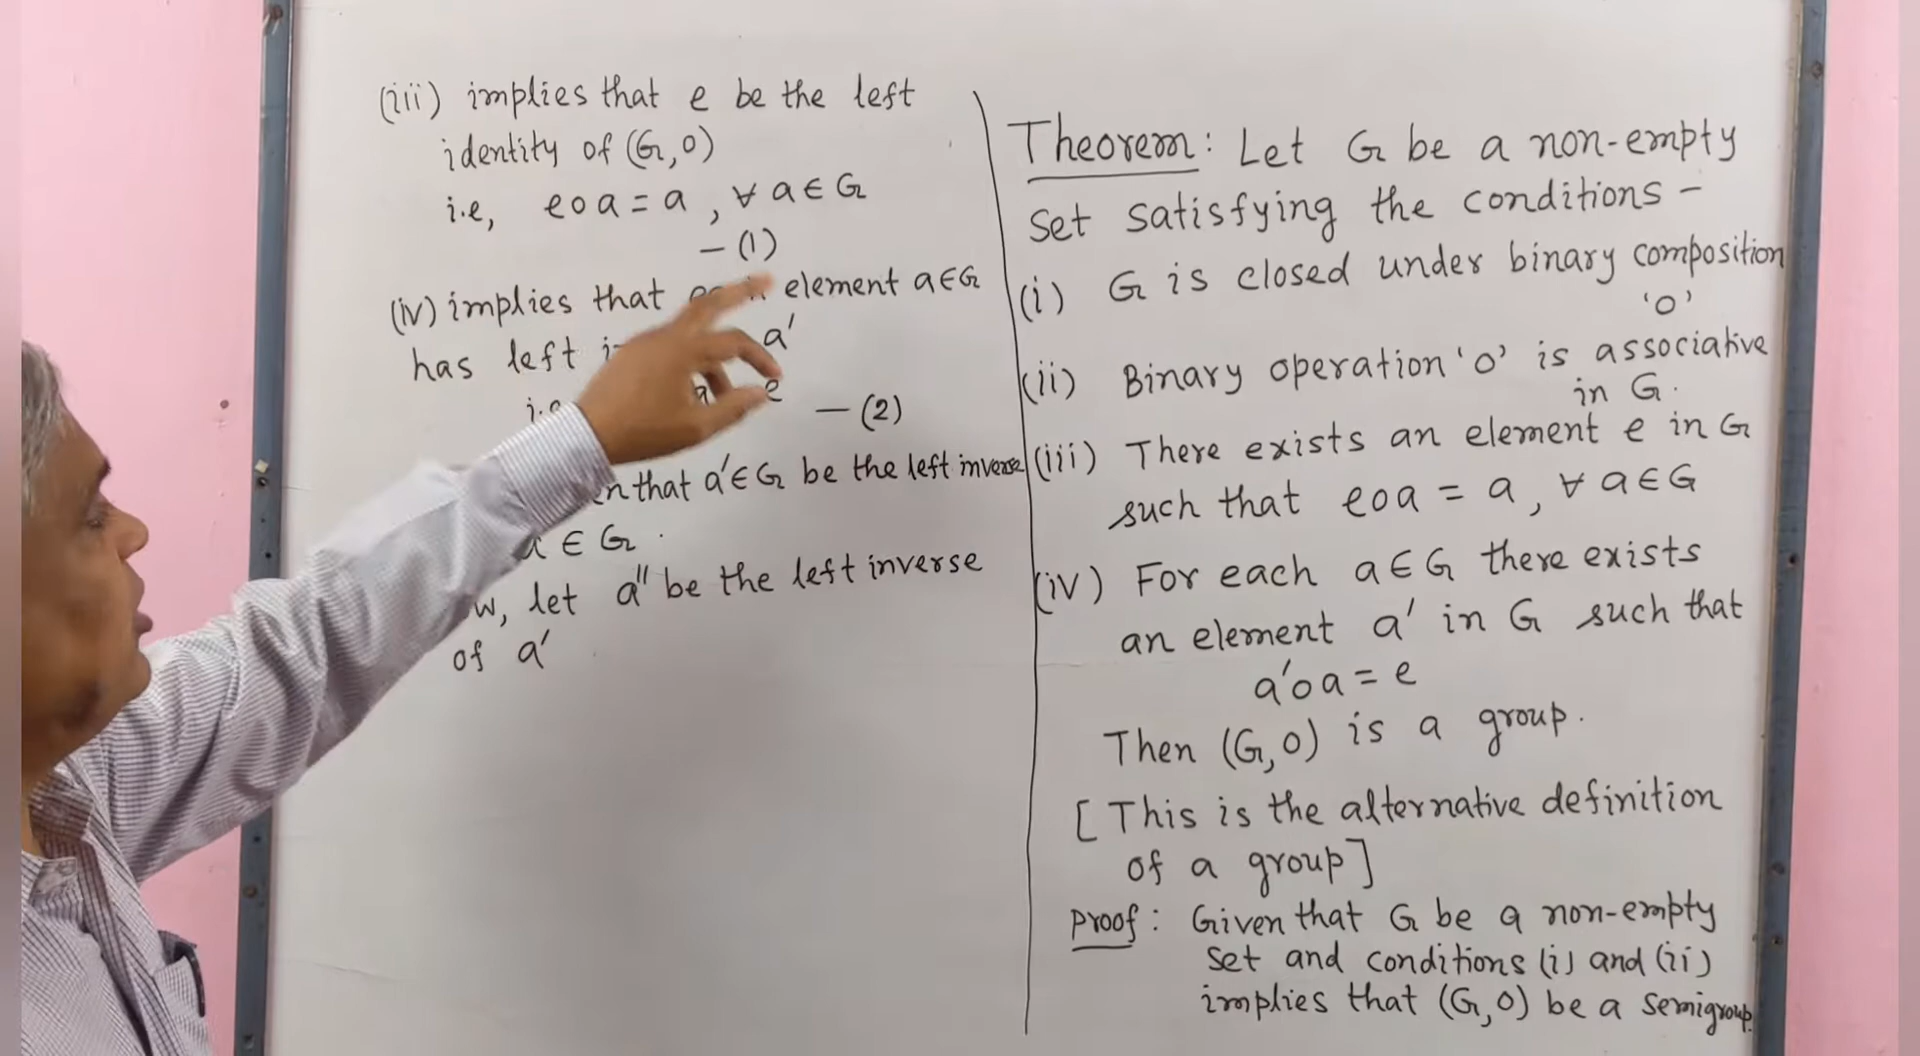 (iii) implies that e be the left
identity of (G,o)
i.e, eoa = a, ∀ a∈G
— (1)
(iv) implies that element a∈G
has left a'
i.e e — (2)
that a'∈G be the left inverse
∈ G.
let a'' be the left inverse
of a'
Theorem: Let G be a non-empty
set satisfying the conditions –
(i) G is closed under binary composition
'o'
(ii) Binary operation 'o' is associative
in G.
(iii) There exists an element e in G
such that eoa = a, ∀ a∈G
(iv) For each a∈G there exists
an element a' in G such that
a'oa = e
Then (G,o) is a group.
[This is the alternative definition
of a group]
Proof: Given that G be a non-empty
set and conditions (i) and (ii)
implies that (G,o) be a semigroup.